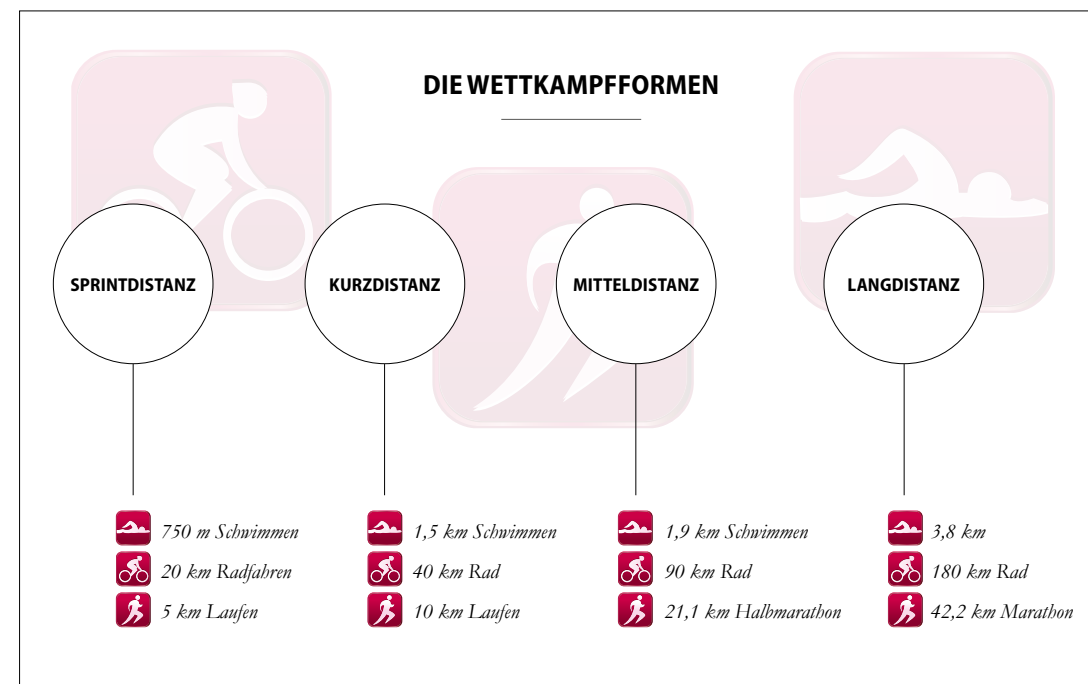 DIE WETTKAMPFFORMEN
SPRINTDISTANZ
KURZDISTANZ
MITTELDISTANZ
LANGDISTANZ
750 m Schwimmen
20 km Radfahren
5 km Laufen
1,5 km Schwimmen
40 km Rad
10 km Laufen
1,9 km Schwimmen
90 km Rad
21,1 km Halbmarathon
3,8 km
180 km Rad
42,2 km Marathon